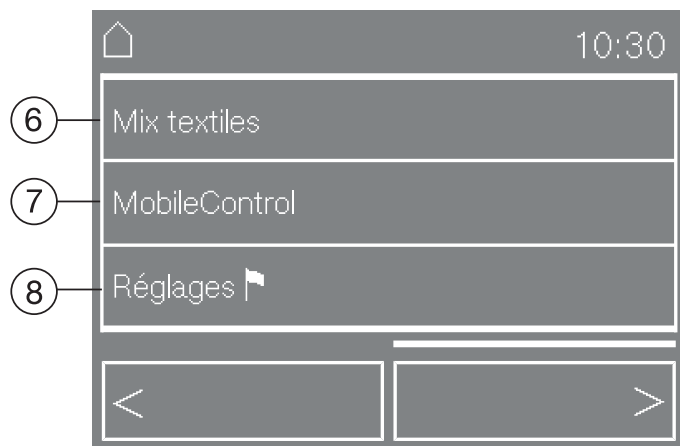 10:30
6 Mix textiles
7 MobileControl
8 Réglages
< >